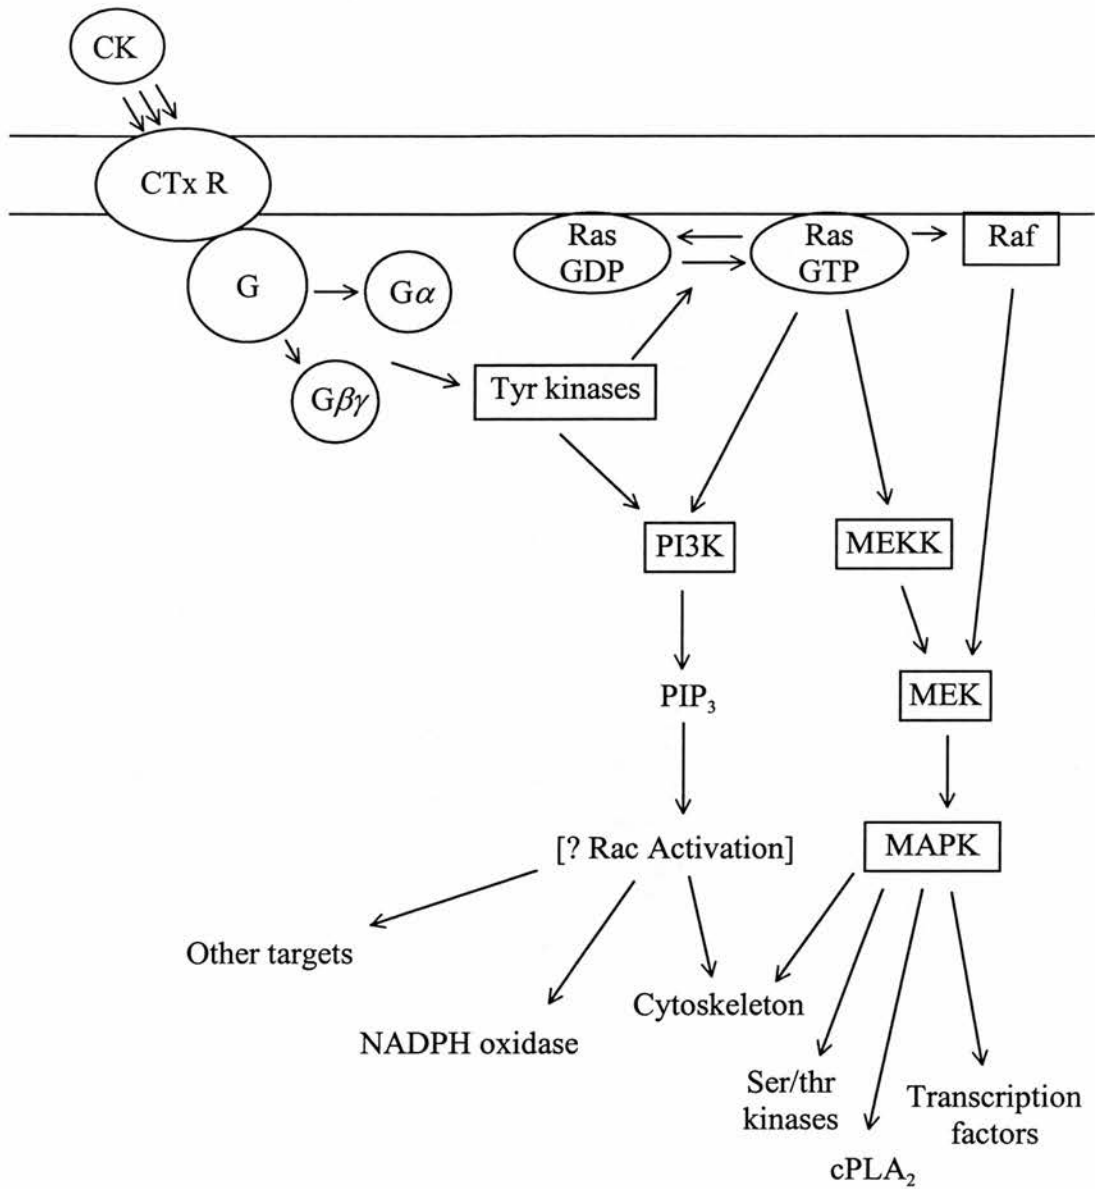 CK
CTx R
G
Gα
Gβγ
Ras
GDP
Ras
GTP
Raf
Tyr kinases
PI3K
MEKK
PIP₃
MEK
[? Rac Activation]
MAPK
Other targets
NADPH oxidase
Cytoskeleton
Ser/thr
kinases
cPLA₂
Transcription
factors